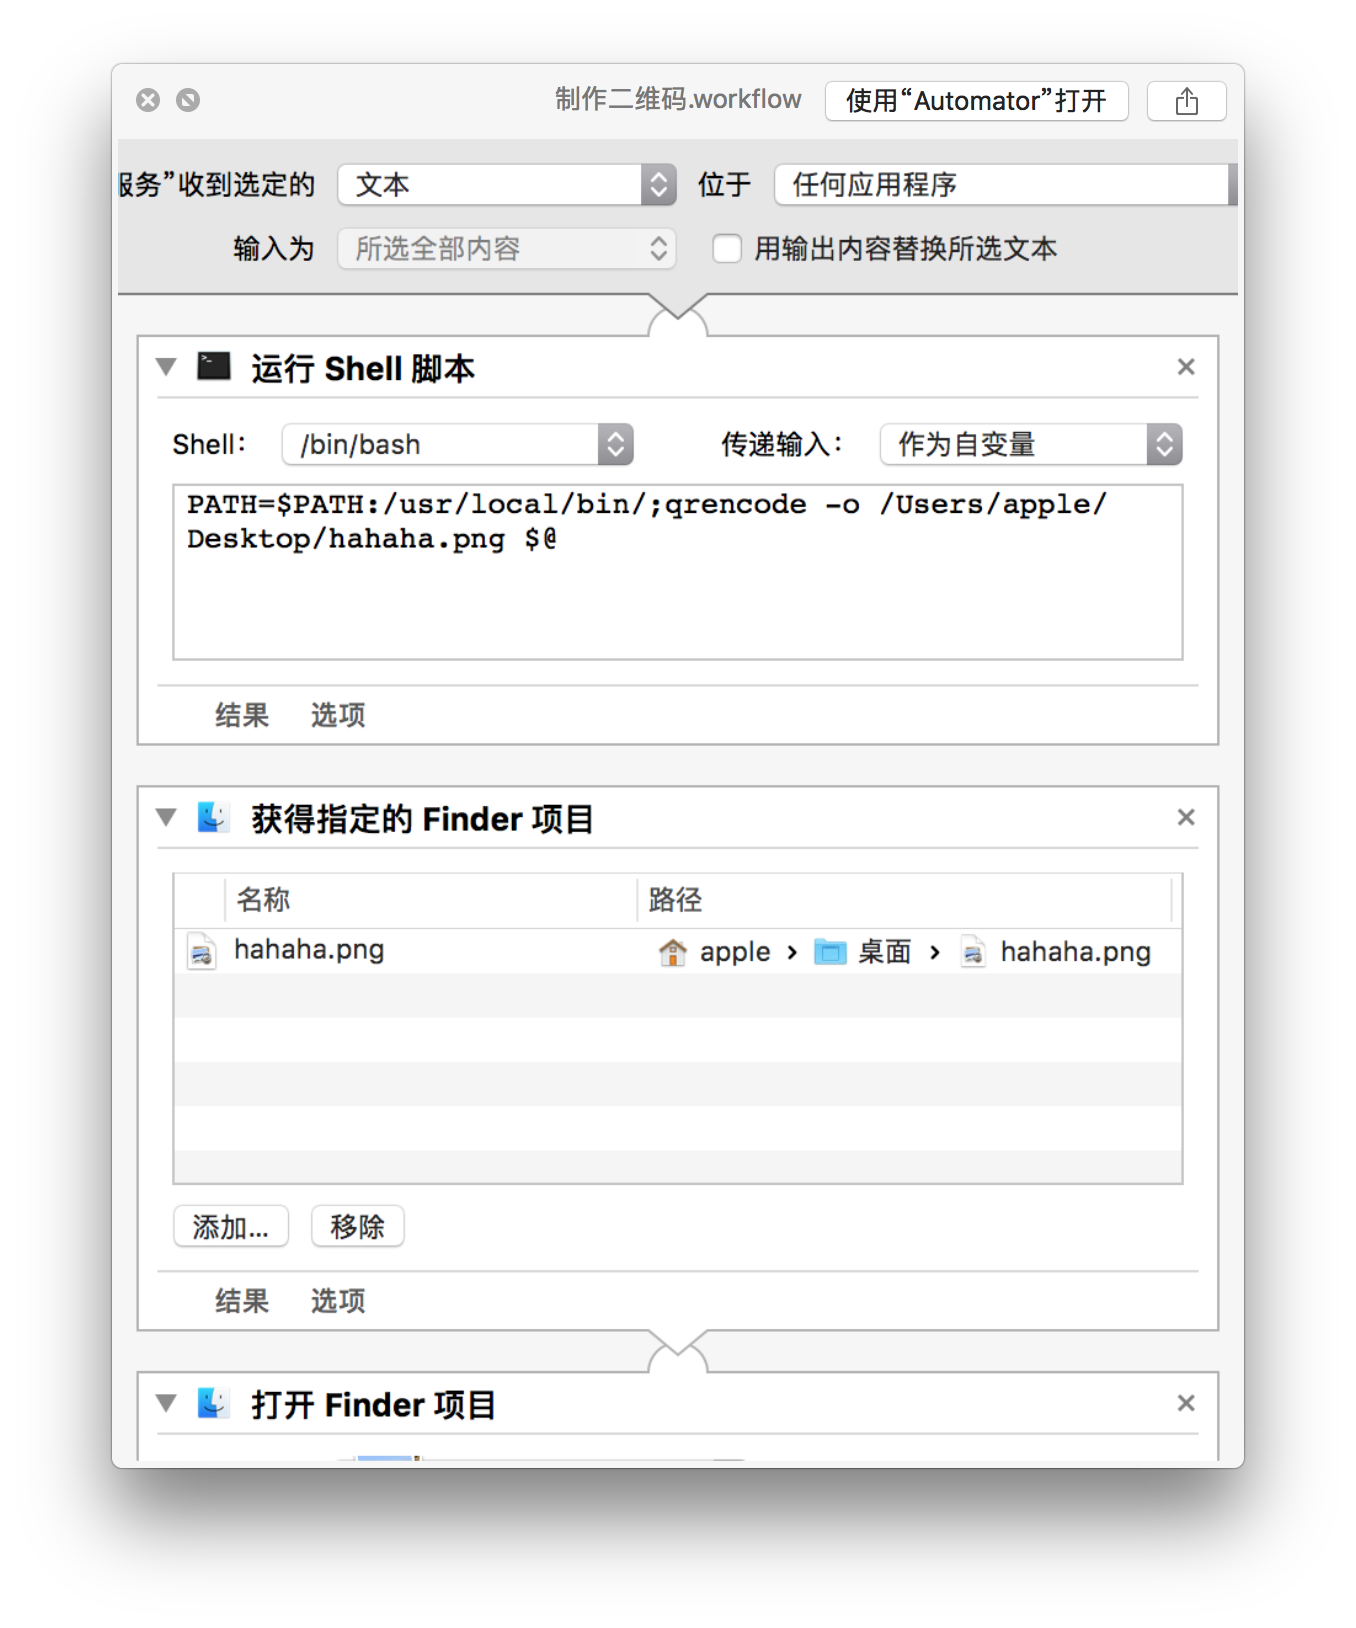 制作二维码.workflow 使用“Automator”打开
服务”收到选定的 文本 位于 任何应用程序
输入为 所选全部内容 用输出内容替换所选文本
运行 Shell 脚本
Shell： /bin/bash 传递输入： 作为自变量
PATH=$PATH:/usr/local/bin/;qrencode -o /Users/apple/
Desktop/hahaha.png $@
结果 选项
获得指定的 Finder 项目
名称 路径
hahaha.png apple › 桌面 › hahaha.png
添加... 移除
结果 选项
打开 Finder 项目